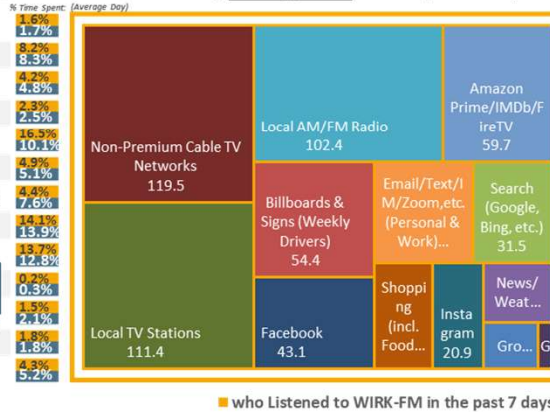 % Time Spent: (Average Day)
1.6%
1.7%
8.2%
8.3%
4.2%
4.8%
2.3%
2.5%
16.5%
10.1%
4.9%
5.1%
4.4%
7.6%
14.1%
13.9%
13.7%
12.8%
0.2%
0.3%
1.5%
2.1%
1.8%
1.8%
4.3%
5.2%
Non-Premium Cable TV
Networks
119.5
Local TV Stations
111.4
Local AM/FM Radio
102.4
Amazon
Prime/IMDb/F
ireTV
59.7
Billboards &
Signs (Weekly
Drivers)
54.4
Facebook
43.1
Email/Text/I
M/Zoom,etc.
(Personal &
Work)...
Search
(Google,
Bing, etc.)
31.5
Shoppi
ng
(incl.
Food...
Insta
gram
20.9
News/
Weat...
Gro...
G
who Listened to WIRK-FM in the past 7 days